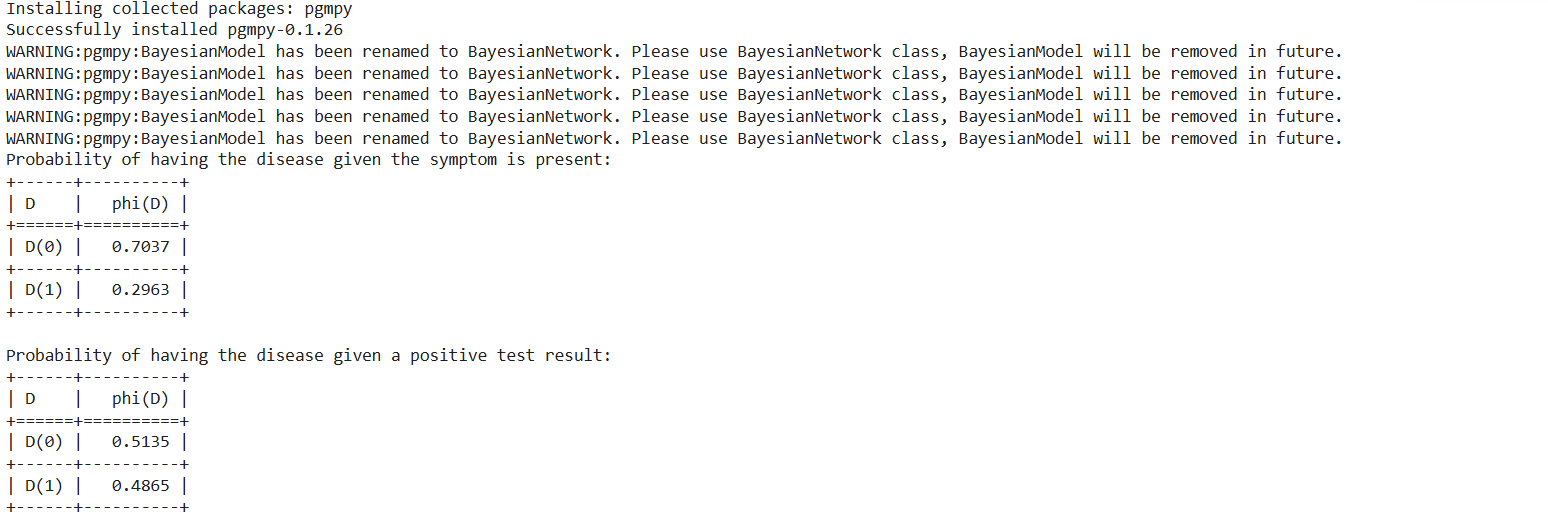 Installing collected packages: pgmpy
Successfully installed pgmpy-0.1.26
WARNING:pgmpy:BayesianModel has been renamed to BayesianNetwork. Please use BayesianNetwork class, BayesianModel will be removed in future.
WARNING:pgmpy:BayesianModel has been renamed to BayesianNetwork. Please use BayesianNetwork class, BayesianModel will be removed in future.
WARNING:pgmpy:BayesianModel has been renamed to BayesianNetwork. Please use BayesianNetwork class, BayesianModel will be removed in future.
WARNING:pgmpy:BayesianModel has been renamed to BayesianNetwork. Please use BayesianNetwork class, BayesianModel will be removed in future.
WARNING:pgmpy:BayesianModel has been renamed to BayesianNetwork. Please use BayesianNetwork class, BayesianModel will be removed in future.
Probability of having the disease given the symptom is present:
+------+----------+
| D    |   phi(D) |
+======+==========+
| D(0) |   0.7037 |
+------+----------+
| D(1) |   0.2963 |
+------+----------+

Probability of having the disease given a positive test result:
+------+----------+
| D    |   phi(D) |
+======+==========+
| D(0) |   0.5135 |
+------+----------+
| D(1) |   0.4865 |
+------+----------+